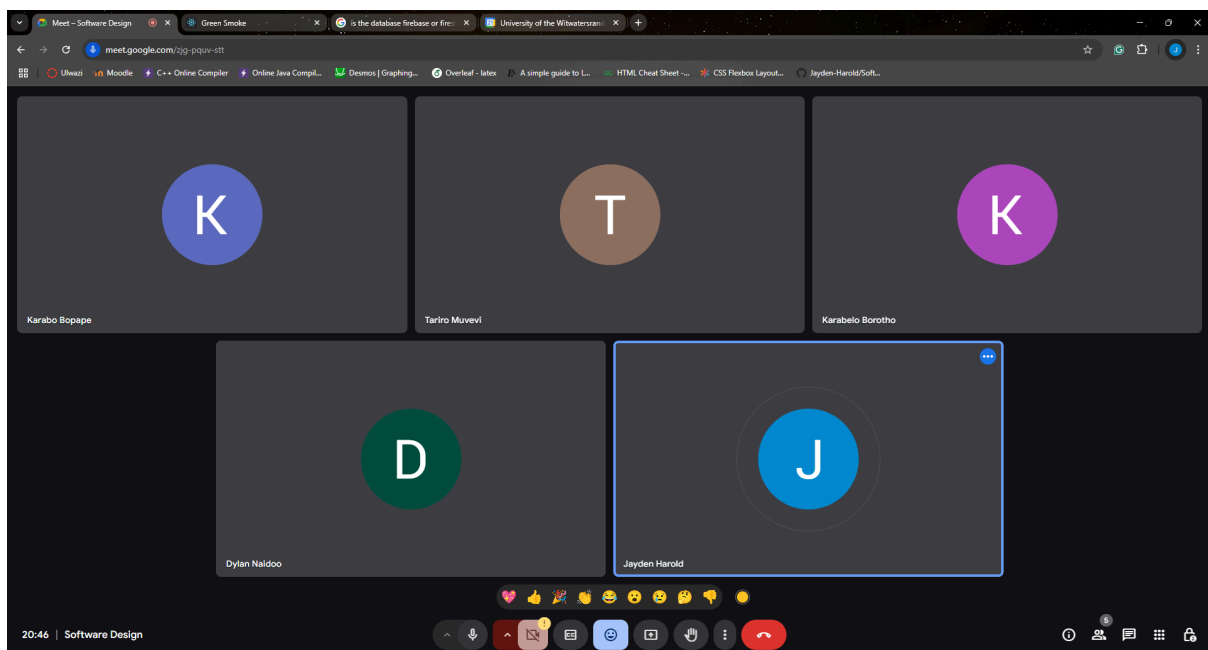 Meet – Software Design
Green Smoke
is the database firebase or fires
University of the Witwatersrand
meet.google.com/zjg-pquv-stt
Ulwazi
Moodle
C++ Online Compiler
Online Java Compil...
Desmos | Graphing...
Overleaf - latex
A simple guide to L...
HTML Cheat Sheet -...
CSS Flexbox Layout...
Jayden-Harold/Soft...
K
T
K
Karabo Bopape
Tariro Muvevi
Karabelo Borotho
D
J
Dylan Naidoo
Jayden Harold
20:46 | Software Design
CC
5